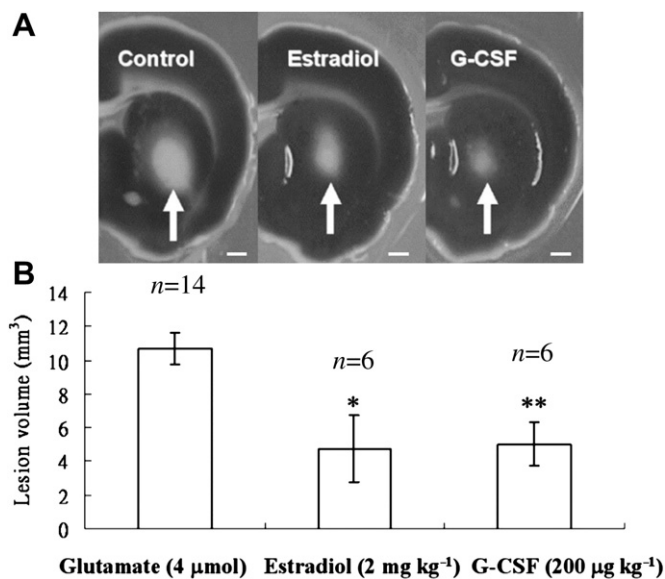 A
Control Estradiol G-CSF
B
n=14
n=6
n=6
*
**
Lesion volume (mm³)
14
12
10
8
6
4
2
0
Glutamate (4 µmol) Estradiol (2 mg kg⁻¹) G-CSF (200 µg kg⁻¹)